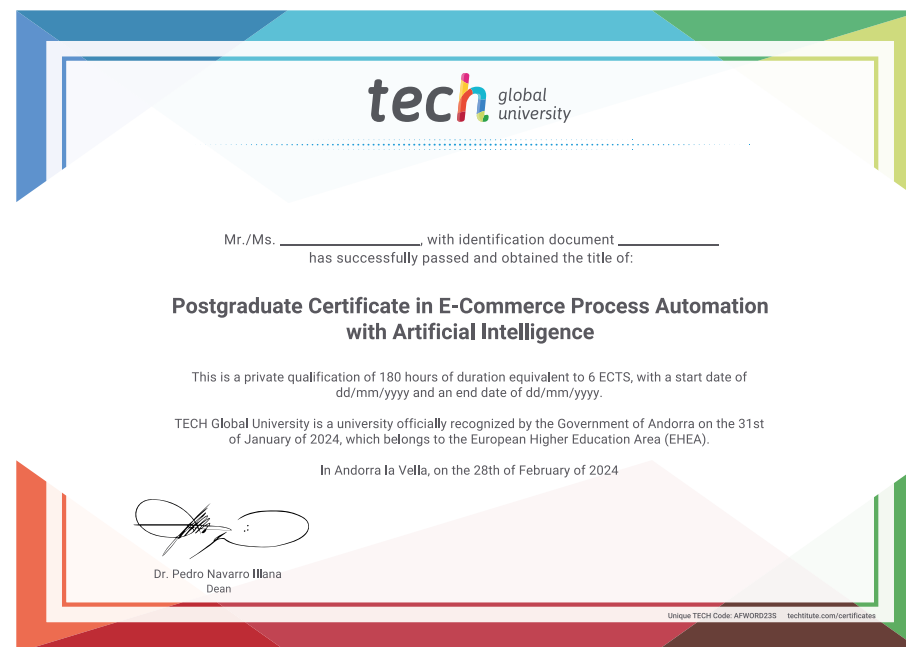 tech global university
Mr./Ms. ____________________, with identification document ______________
has successfully passed and obtained the title of:
Postgraduate Certificate in E-Commerce Process Automation
with Artificial Intelligence
This is a private qualification of 180 hours of duration equivalent to 6 ECTS, with a start date of
dd/mm/yyyy and an end date of dd/mm/yyyy.
TECH Global University is a university officially recognized by the Government of Andorra on the 31st
of January of 2024, which belongs to the European Higher Education Area (EHEA).
In Andorra la Vella, on the 28th of February of 2024
Dr. Pedro Navarro Illana
Dean
Unique TECH Code: AFWORD23S techtitute.com/certificates